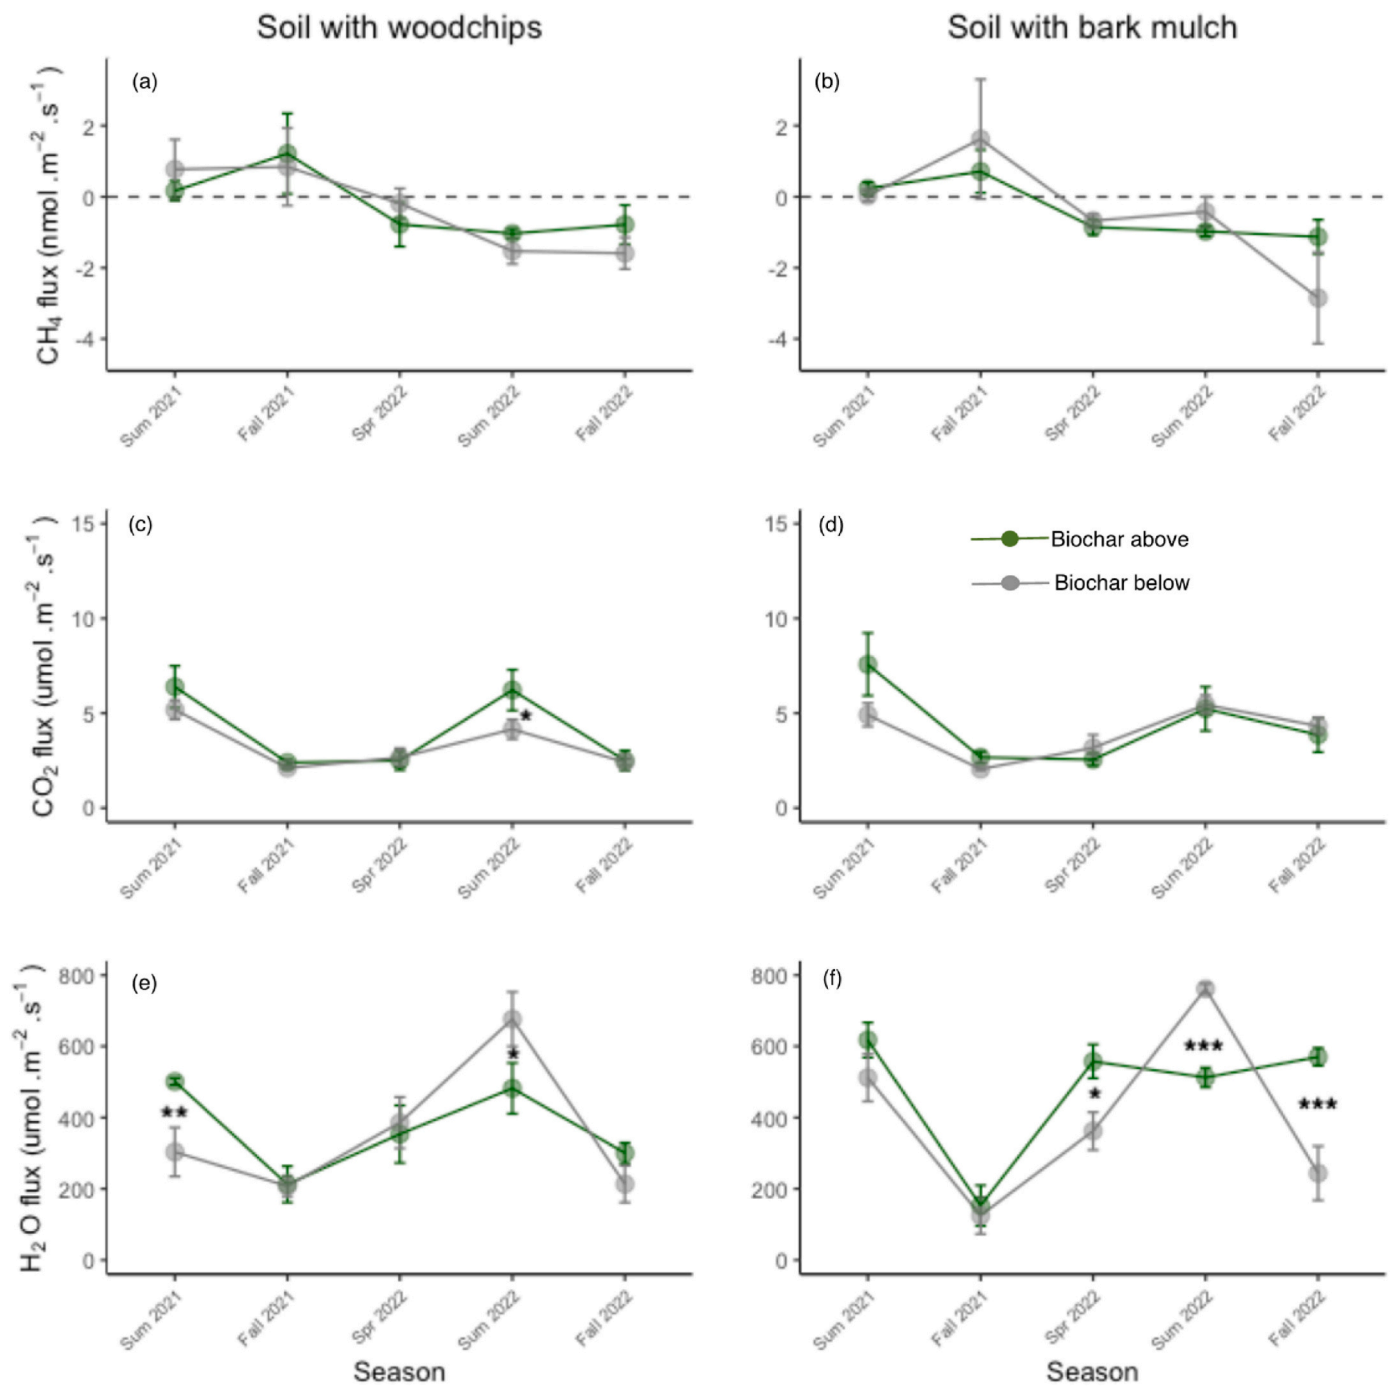 Soil with woodchips
Soil with bark mulch
CH₄ flux (nmol .m⁻² .s⁻¹ )
(a)
2
0
-2
-4
Sum 2021
Fall 2021
Spr 2022
Sum 2022
Fall 2022
(b)
2
0
-2
-4
Sum 2021
Fall 2021
Spr 2022
Sum 2022
Fall 2022
CO₂ flux (umol .m⁻² .s⁻¹ )
(c)
15
10
5
0
*
Sum 2021
Fall 2021
Spr 2022
Sum 2022
Fall 2022
(d)
15
10
5
0
Biochar above
Biochar below
Sum 2021
Fall 2021
Spr 2022
Sum 2022
Fall 2022
H₂ O flux (umol .m⁻² .s⁻¹ )
(e)
800
600
400
200
0
**
*
Sum 2021
Fall 2021
Spr 2022
Sum 2022
Fall 2022
Season
(f)
800
600
400
200
0
*
***
***
Sum 2021
Fall 2021
Spr 2022
Sum 2022
Fall 2022
Season